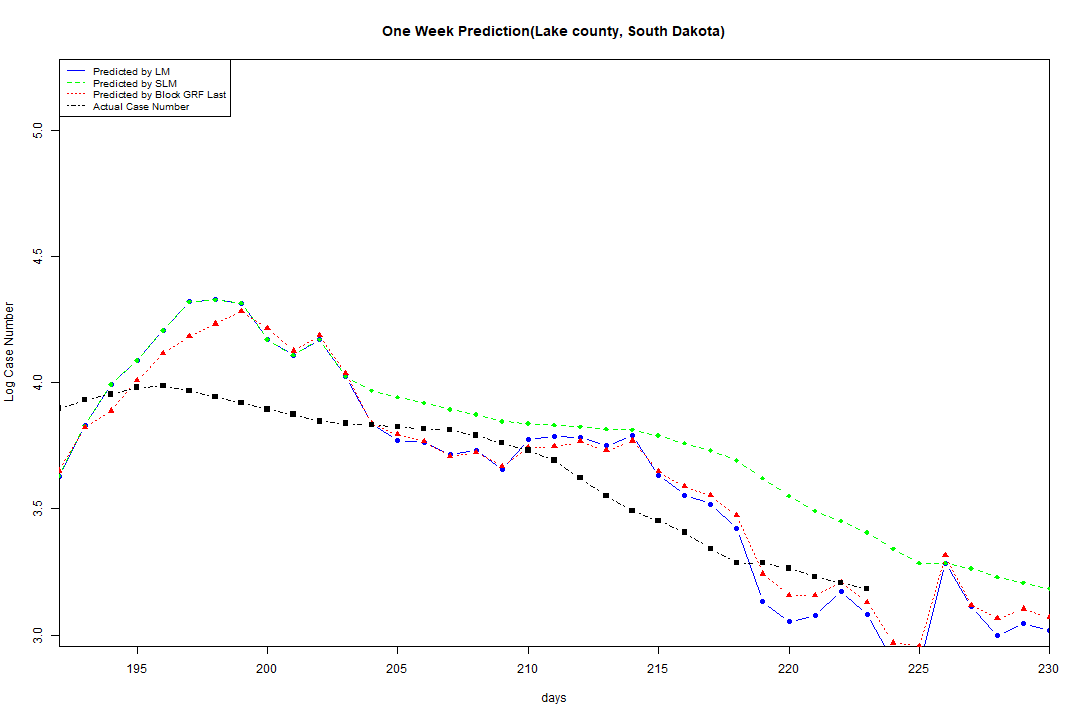 One Week Prediction(Lake county, South Dakota)
Predicted by LM
Predicted by SLM
Predicted by Block GRF Last
Actual Case Number
5.0
4.5
4.0
3.5
3.0
Log Case Number
195 200 205 210 215 220 225 230
days